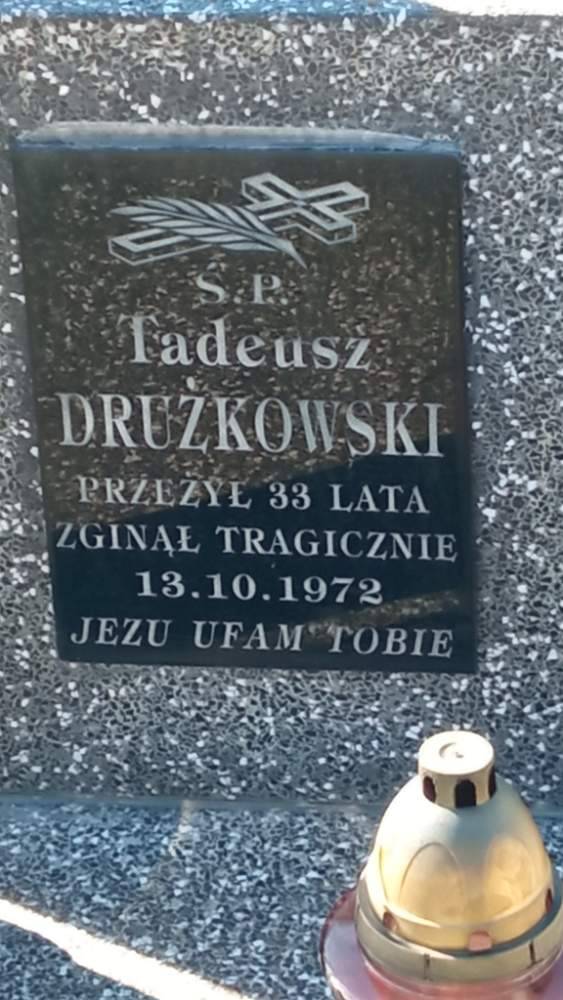 Ś.P.
Tadeusz
DRUŻKOWSKI
PRZEŻYŁ 33 LATA
ZGINĄŁ TRAGICZNIE
13.10.1972
JEZU UFAM TOBIE